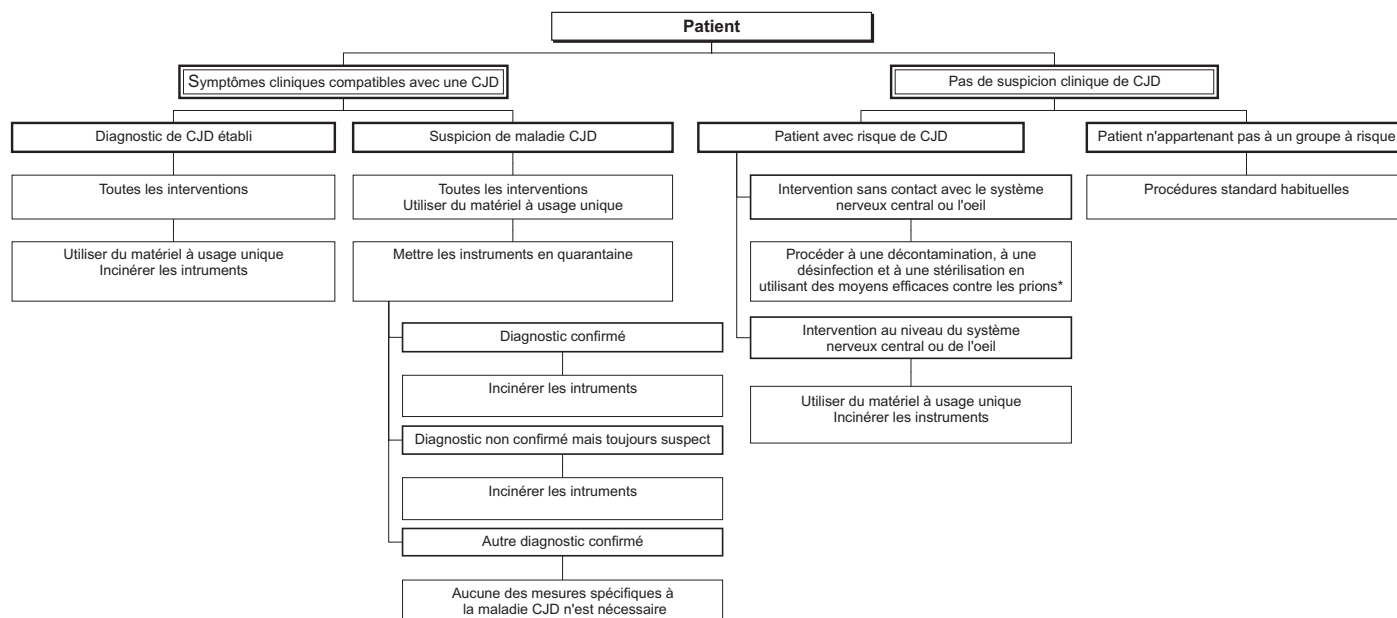 Patient
Symptômes cliniques compatibles avec une CJD
Pas de suspicion clinique de CJD
Diagnostic de CJD établi
Suspicion de maladie CJD
Patient avec risque de CJD
Patient n'appartenant pas à un groupe à risque
Toutes les interventions
Toutes les interventions
Utiliser du matériel à usage unique
Intervention sans contact avec le système
nerveux central ou l'oeil
Procédures standard habituelles
Utiliser du matériel à usage unique
Incinérer les intruments
Mettre les instruments en quarantaine
Procéder à une décontamination, à une
désinfection et à une stérilisation en
utilisant des moyens efficaces contre les prions*
Diagnostic confirmé
Intervention au niveau du système
nerveux central ou de l'oeil
Incinérer les intruments
Utiliser du matériel à usage unique
Incinérer les instruments
Diagnostic non confirmé mais toujours suspect
Incinérer les intruments
Autre diagnostic confirmé
Aucune des mesures spécifiques à
la maladie CJD n'est nécessaire